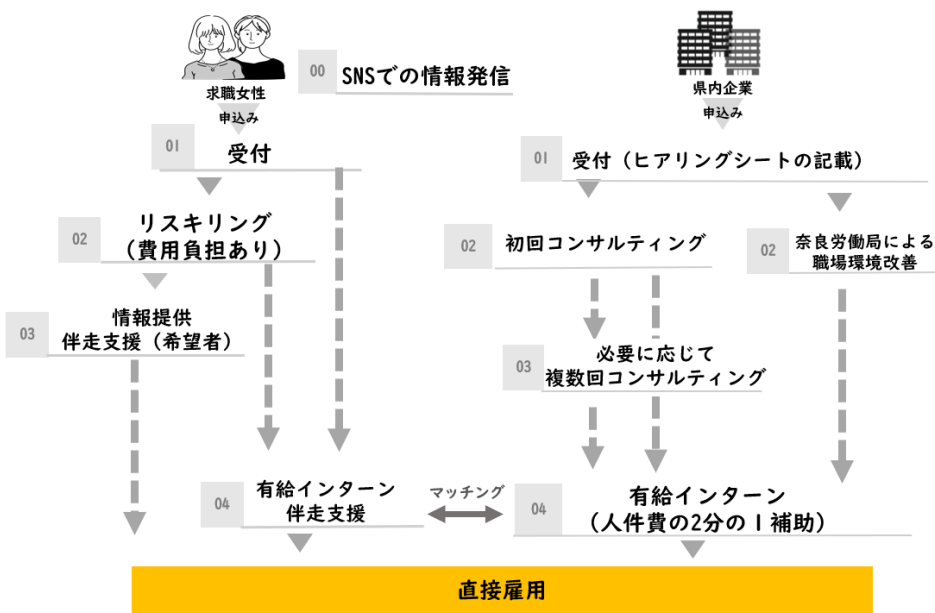 求職女性
申込み
00
SNSでの情報発信
県内企業
申込み
01
受付
02
リスキリング
（費用負担あり）
03
情報提供
伴走支援（希望者）
04
有給インターン
伴走支援
マッチング
01
受付（ヒアリングシートの記載）
02
初回コンサルティング
02
奈良労働局による
職場環境改善
03
必要に応じて
複数回コンサルティング
04
有給インターン
（人件費の2分の1補助）
直接雇用